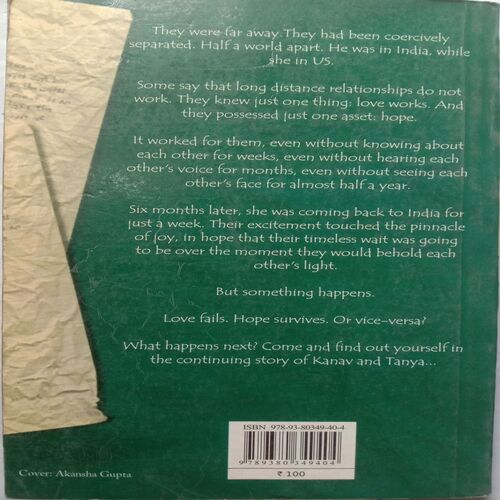 They were far away.They had been coercively
separated. Half a world apart. He was in India, while
she in US.
Some say that long distance relationships do not
work. They knew just one thing: love works. And
they possessed just one asset: hope.
It worked for them, even without knowing about
each other for weeks, even without hearing each
other's voice for months, even without seeing each
other's face for almost half a year.
Six months later, she was coming back to India for
just a week. Their excitement touched the pinnacle
of joy, in hope that their timeless wait was going
to be over the moment they would behold each
other's light.
But something happens.
Love fails. Hope survives. Or vice-versa?
What happens next? Come and find out yourself in
the continuing story of Kanav and Tanya...
ISBN 978-93-80349-40-4
9 789380 349404
₹ 100
Cover: Akansha Gupta